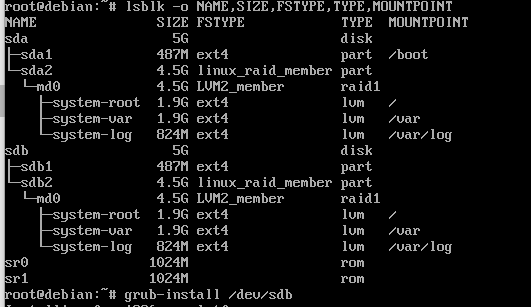 root@debian:~# lsblk -o NAME,SIZE,FSTYPE,TYPE,MOUNTPOINT
NAME SIZE FSTYPE TYPE MOUNTPOINT
sda 5G disk
├─sda1 487M ext4 part /boot
└─sda2 4.5G linux_raid_member part
└─md0 4.5G LVM2_member raid1
├─system-root 1.9G ext4 lvm /
├─system-var 1.9G ext4 lvm /var
└─system-log 824M ext4 lvm /var/log
sdb 5G disk
├─sdb1 487M ext4 part
└─sdb2 4.5G linux_raid_member part
└─md0 4.5G LVM2_member raid1
├─system-root 1.9G ext4 lvm /
├─system-var 1.9G ext4 lvm /var
└─system-log 824M ext4 lvm /var/log
sr0 1024M rom
sr1 1024M rom
root@debian:~# grub-install /dev/sdb